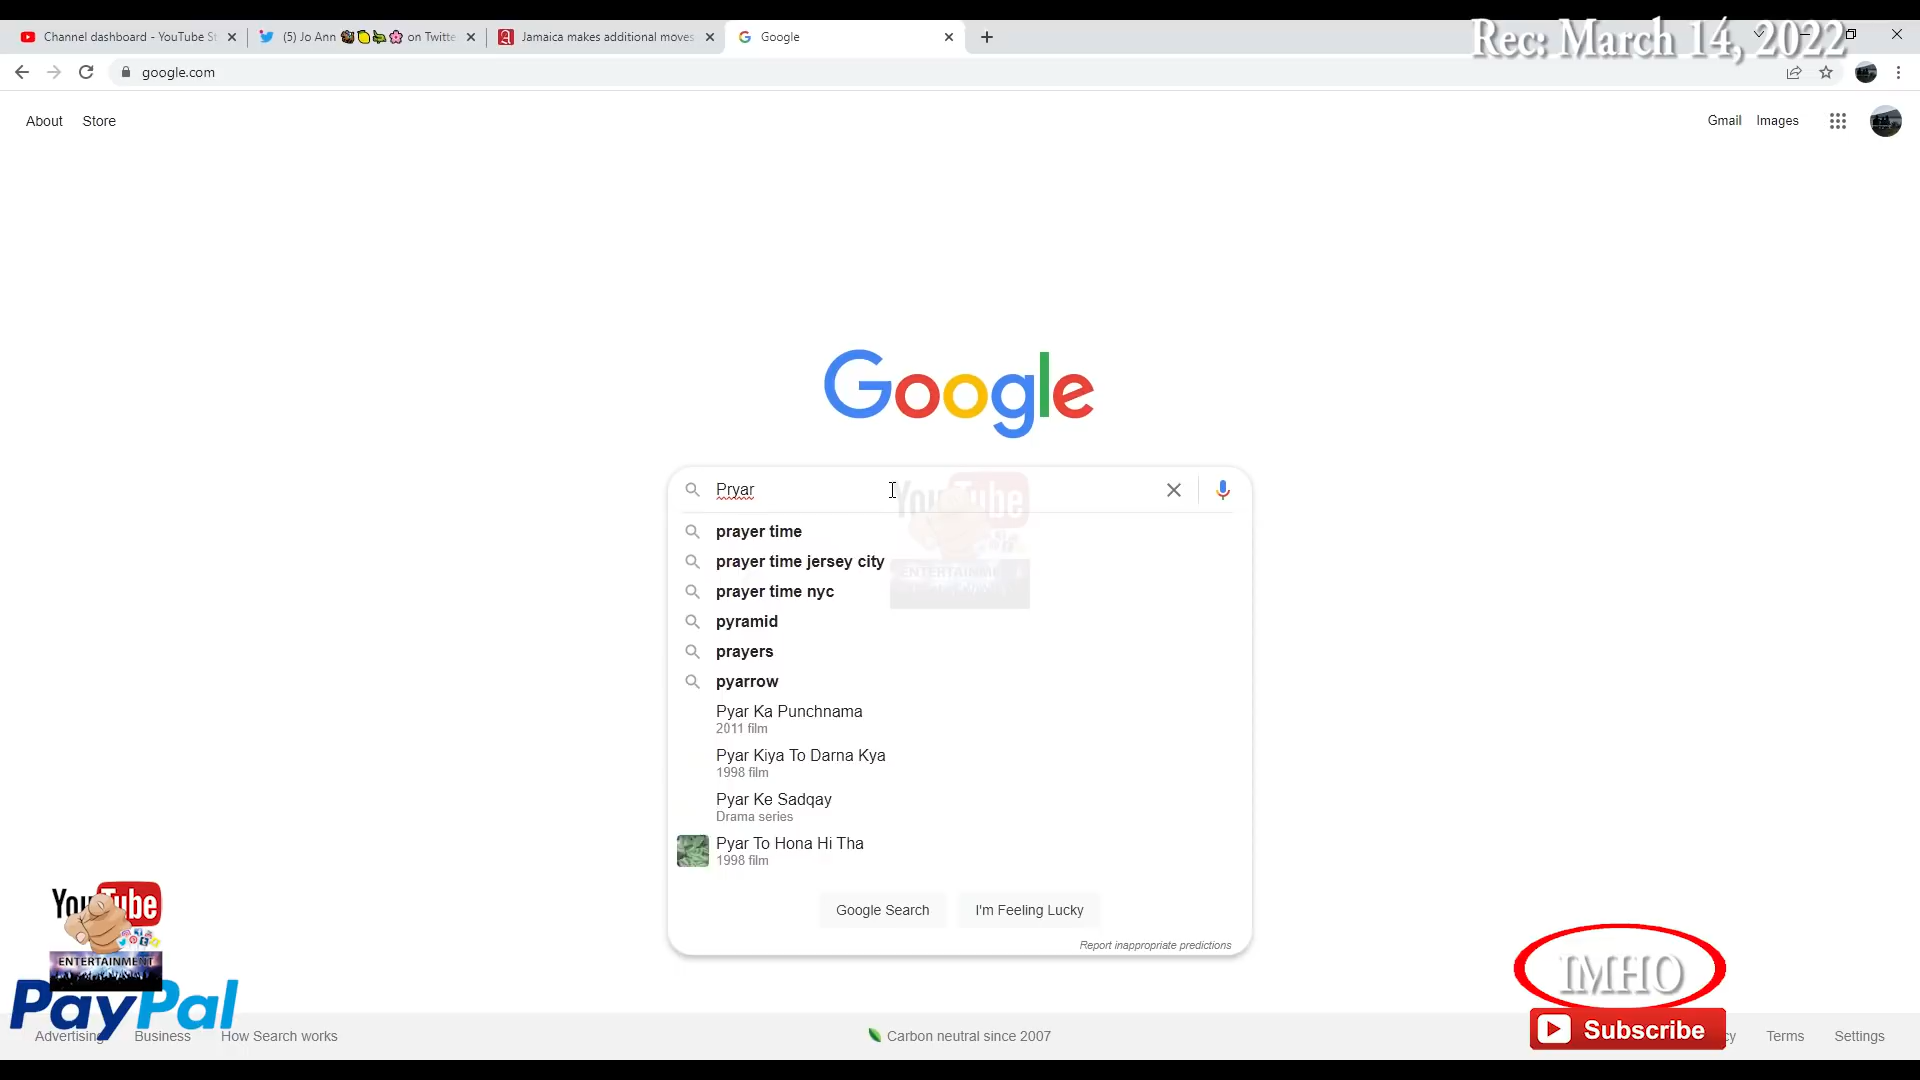 Channel dashboard - YouTube St
(5) Jo Ann on Twitte
Jamaica makes additional moves
Google
Rec: March 14, 2022
google.com
About Store
Gmail Images
Google
Pryar
prayer time
prayer time jersey city
prayer time nyc
pyramid
prayers
pyarrow
Pyar Ka Punchnama
2011 film
Pyar Kiya To Darna Kya
1998 film
Pyar Ke Sadqay
Drama series
Pyar To Hona Hi Tha
1998 film
Google Search I'm Feeling Lucky
Report inappropriate predictions
YouTube
ENTERTAINMENT
PayPal
IMHO
Subscribe
Advertising Business How Search works
Carbon neutral since 2007
Terms Settings